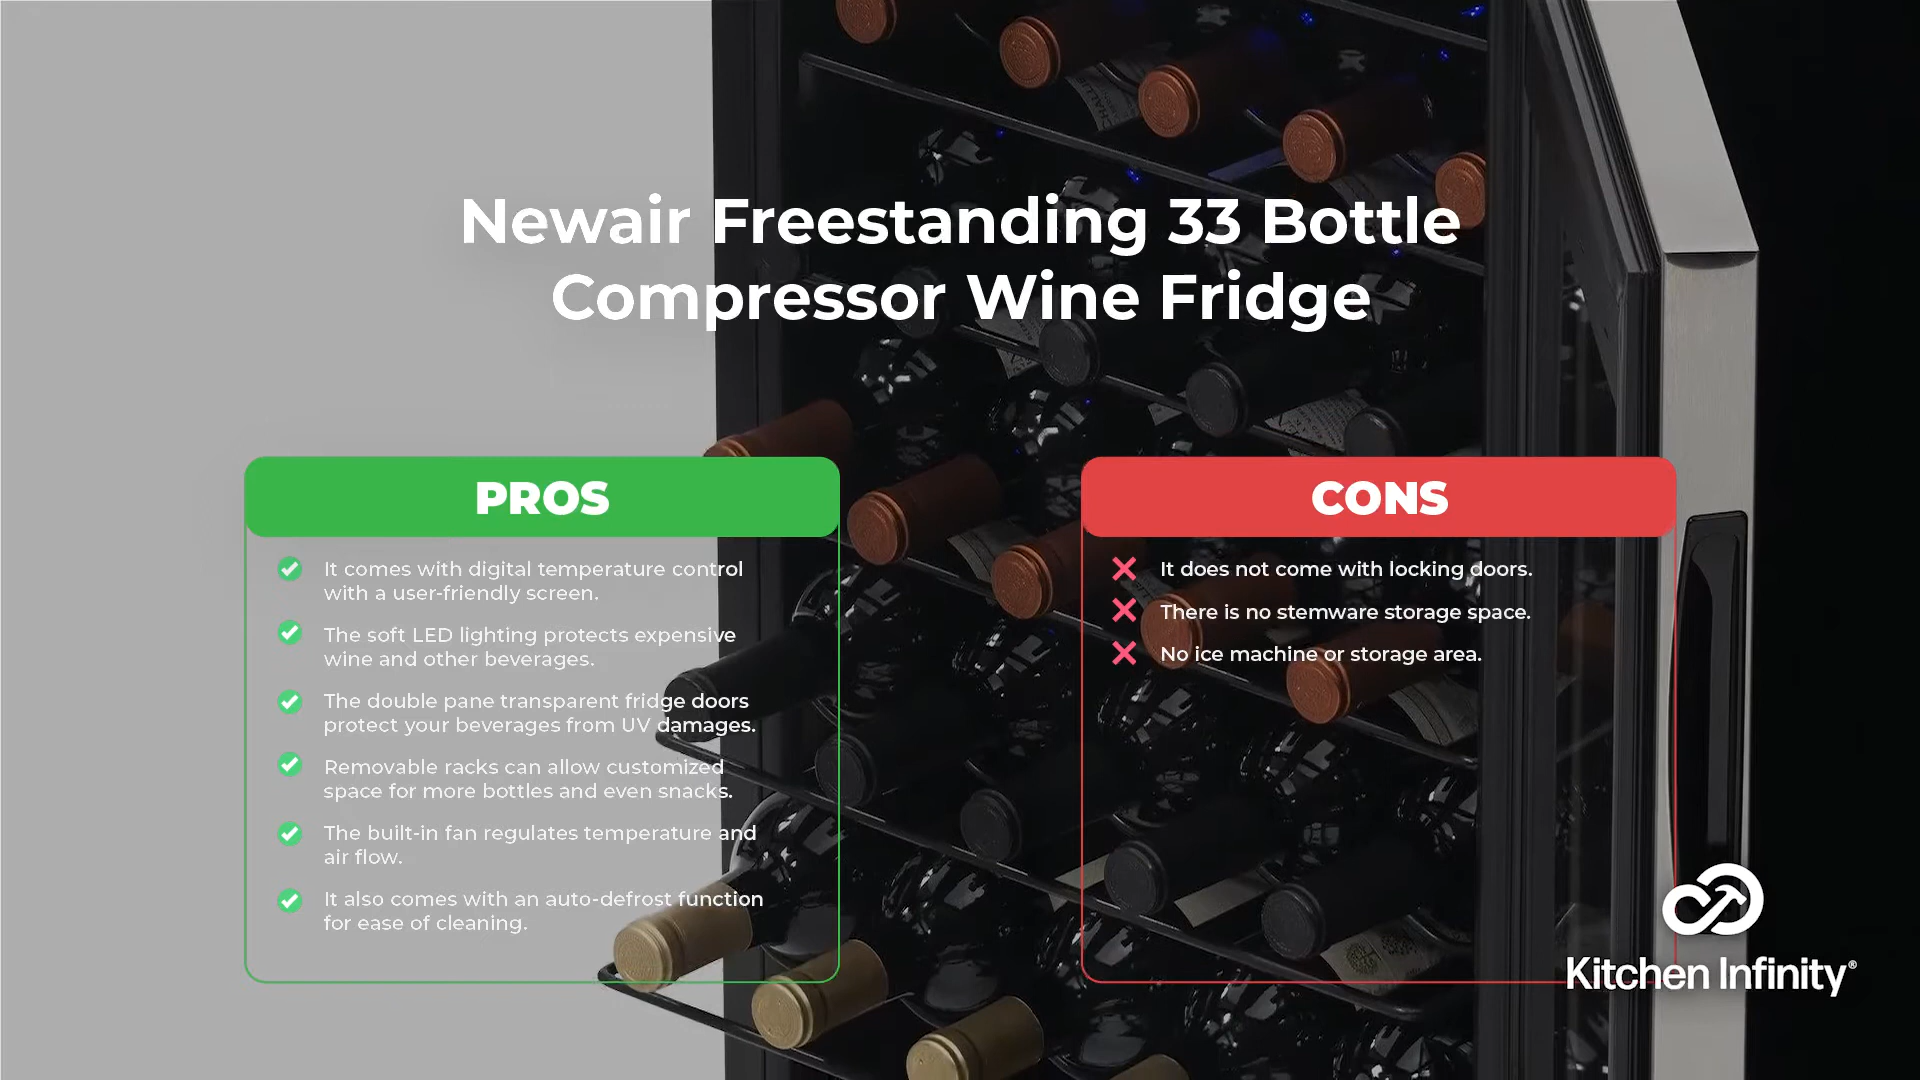 Newair Freestanding 33 Bottle
Compressor Wine Fridge
PROS
It comes with digital temperature control
with a user-friendly screen.
The soft LED lighting protects expensive
wine and other beverages.
The double pane transparent fridge doors
protect your beverages from UV damages.
Removable racks can allow customized
space for more bottles and even snacks.
The built-in fan regulates temperature and
air flow.
It also comes with an auto-defrost function
for ease of cleaning.
CONS
It does not come with locking doors.
There is no stemware storage space.
No ice machine or storage area.
Kitchen Infinity®